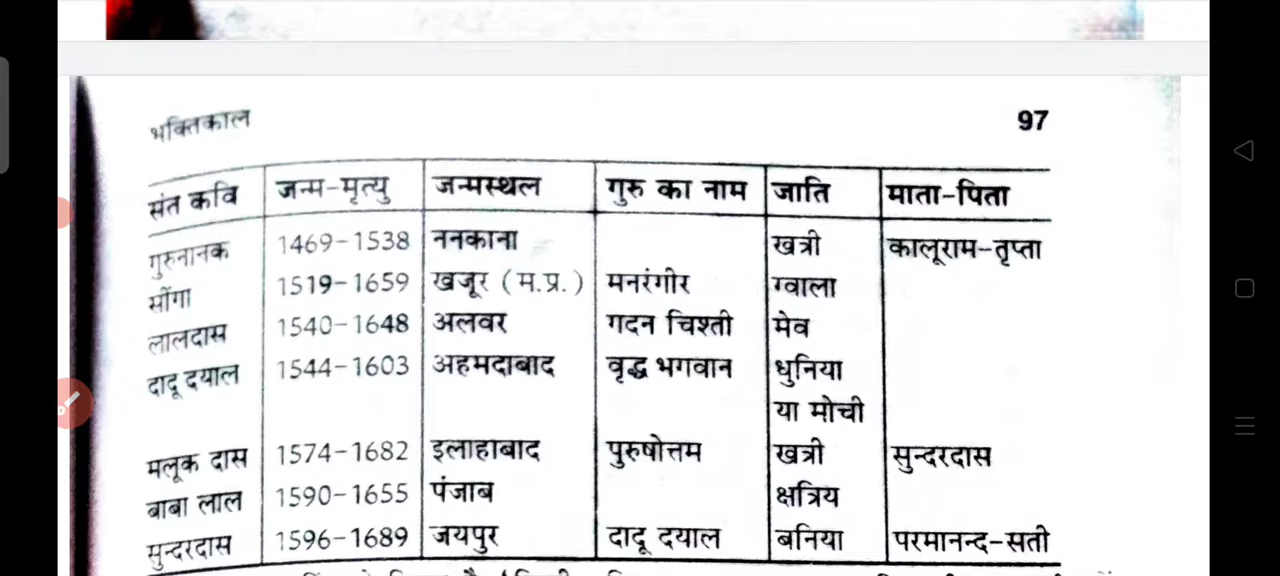 भक्तिकाल 97
संत कवि जन्म-मृत्यु जन्मस्थल गुरु का नाम जाति माता-पिता
गुरुनानक 1469-1538 ननकाना खत्री कालूराम-तृप्ता
सींगा 1519-1659 खजूर (म.प्र.) मनरंगीर ग्वाला
लालदास 1540-1648 अलवर गदन चिश्ती मेव
दादू दयाल 1544-1603 अहमदाबाद वृद्ध भगवान धुनिया
या मोची
मलूक दास 1574-1682 इलाहाबाद पुरुषोत्तम खत्री सुन्दरदास
बाबा लाल 1590-1655 पंजाब क्षत्रिय
सुन्दरदास 1596-1689 जयपुर दादू दयाल बनिया परमानन्द-सती